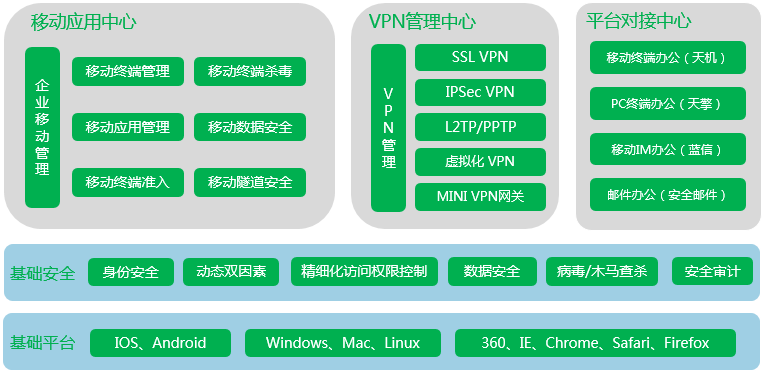 移动应用中心
企业移动管理
移动终端管理
移动终端杀毒
移动应用管理
移动数据安全
移动终端准入
移动隧道安全
VPN管理中心
VPN管理
SSL VPN
IPSec VPN
L2TP/PPTP
虚拟化 VPN
MINI VPN网关
平台对接中心
移动终端办公（天机）
PC终端办公（天擎）
移动IM办公（蓝信）
邮件办公（安全邮件）
基础安全
身份安全
动态双因素
精细化访问权限控制
数据安全
病毒/木马查杀
安全审计
基础平台
IOS、Android
Windows、Mac、Linux
360、IE、Chrome、Safari、Firefox